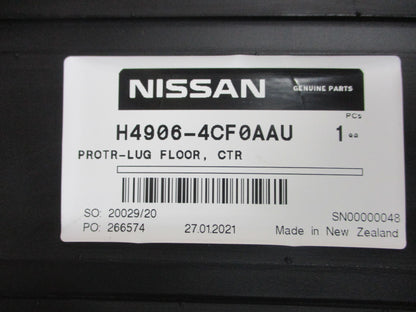 NISSAN GENUINE PARTS
PCs
H4906-4CF0AAU 1 ea
PROTR-LUG FLOOR, CTR
SO: 20029/20 SN00000048
PO: 266574 27.01.2021 Made in New Zealand